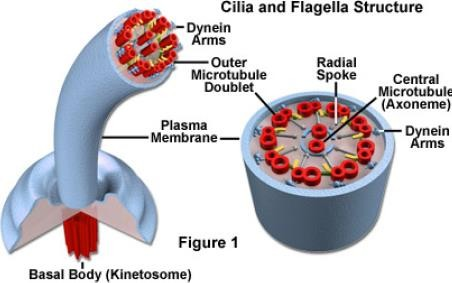 Cilia and Flagella Structure
Dynein
Arms
Outer
Microtubule
Doublet
Radial
Spoke
Central
Microtubule
(Axoneme)
Plasma
Membrane
Dynein
Arms
Figure 1
Basal Body (Kinetosome)